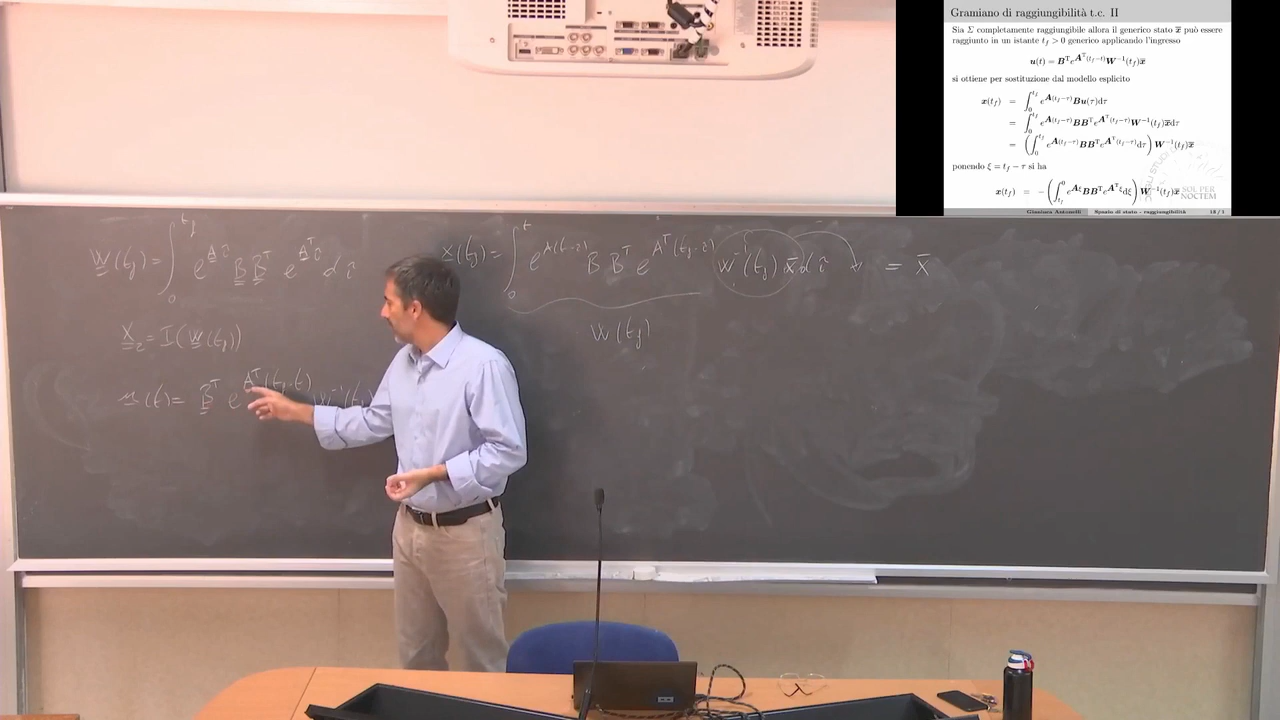 Gramiano di raggiungibilità t.c. II
Sia Σ completamente raggiungibile allora il generico stato x̄ può essere
raggiunto in un istante t_f > 0 generico applicando l'ingresso
u(t) = B^T e^{A^T(t_f−t)} W^{−1}(t_f)x̄
si ottiene per sostituzione dal modello esplicito
x(t_f) = ∫_0^{t_f} e^{A(t_f−τ)} Bu(τ)dτ
= ∫_0^{t_f} e^{A(t_f−τ)} BB^T e^{A^T(t_f−τ)} W^{−1}(t_f)x̄dτ
= (∫_0^{t_f} e^{A(t_f−τ)} BB^T e^{A^T(t_f−τ)} dτ) W^{−1}(t_f)x̄
ponendo ξ = t_f − τ si ha
x(t_f) = −(∫_{t_f}^0 e^{Aξ} BB^T e^{A^Tξ} dξ) W^{−1}(t_f)x̄
SOL PER
NOCTEM
Gianluca Antonelli Spazio di stato - raggiungibilità
W(t_f) = ∫_0^{t_f} e^{Aτ} B B^T e^{A^Tτ} dτ
X_r = I(W(t_f))
u(t) = B^T e^{A^T(t_f−t)} W^{-1}(t_f)
x(t_f) = ∫_0^t e^{A(t−τ)} B B^T e^{A^T(t_f−τ)} W^{-1}(t_f) x̄ dτ = x̄
W(t_f)